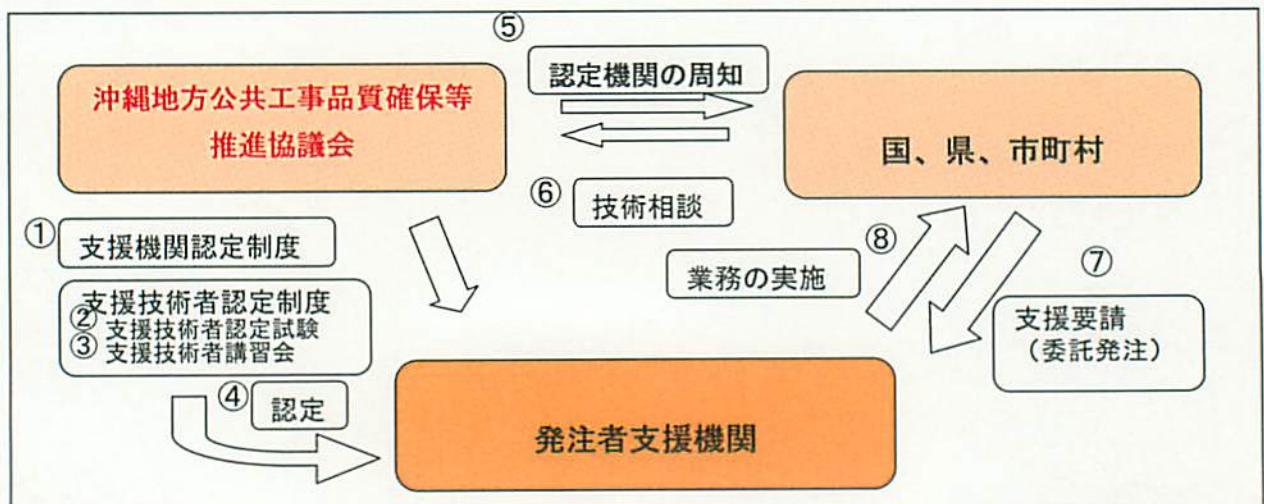 ⑤
認定機関の周知
沖縄地方公共工事品質確保等
推進協議会
国、県、市町村
⑥
技術相談
①
支援機関認定制度
⑧
業務の実施
⑦
支援技術者認定制度
②支援技術者認定試験
③支援技術者講習会
支援要請
（委託発注）
④
認定
発注者支援機関